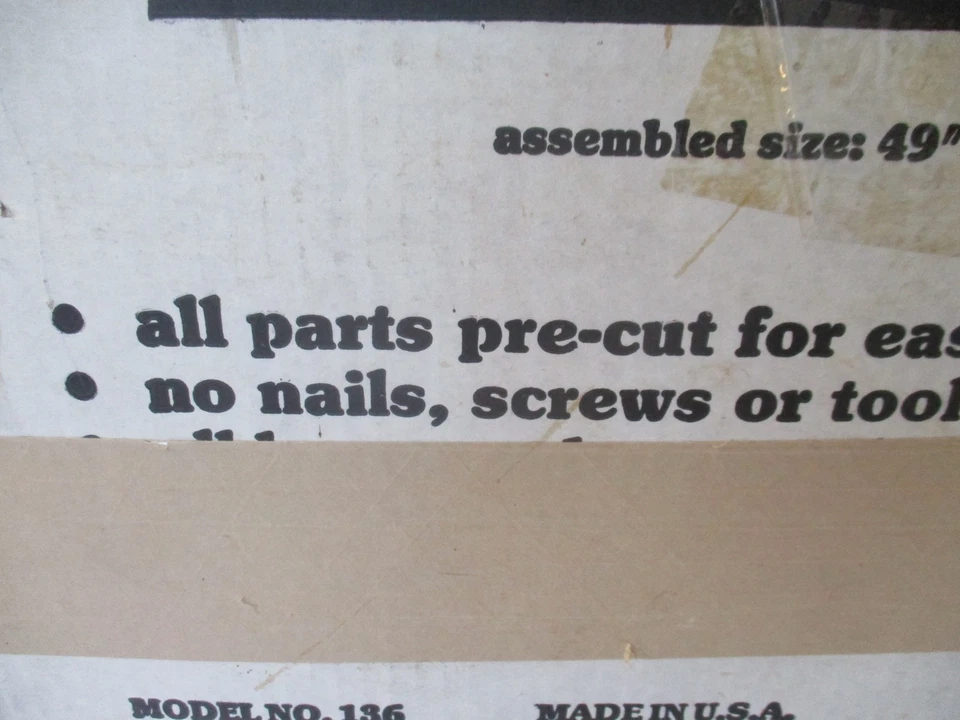 assembled size: 49"
• all parts pre-cut for eas
• no nails, screws or tool
MODEL NO. 136
MADE IN U.S.A.